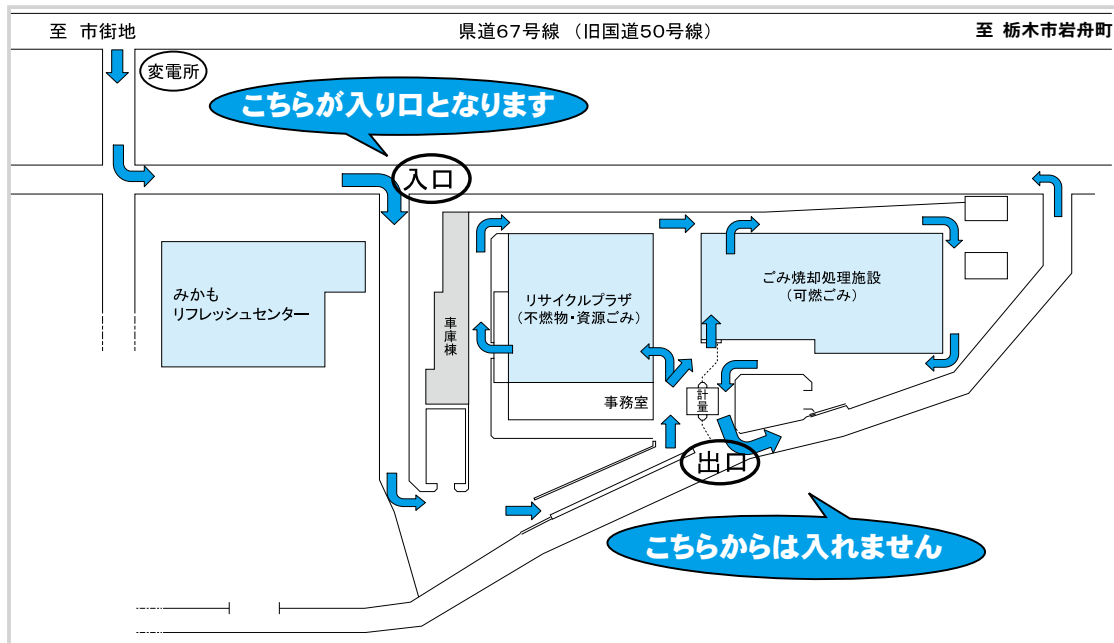 至 市街地
県道67号線 (旧国道50号線)
至 栃木市岩舟町
変電所
こちらが入り口となります
入口
みかも
リフレッシュセンター
車庫棟
リサイクルプラザ
(不燃物・資源ごみ)
ごみ焼却処理施設
(可燃ごみ)
事務室
計量
出口
こちらからは入れません